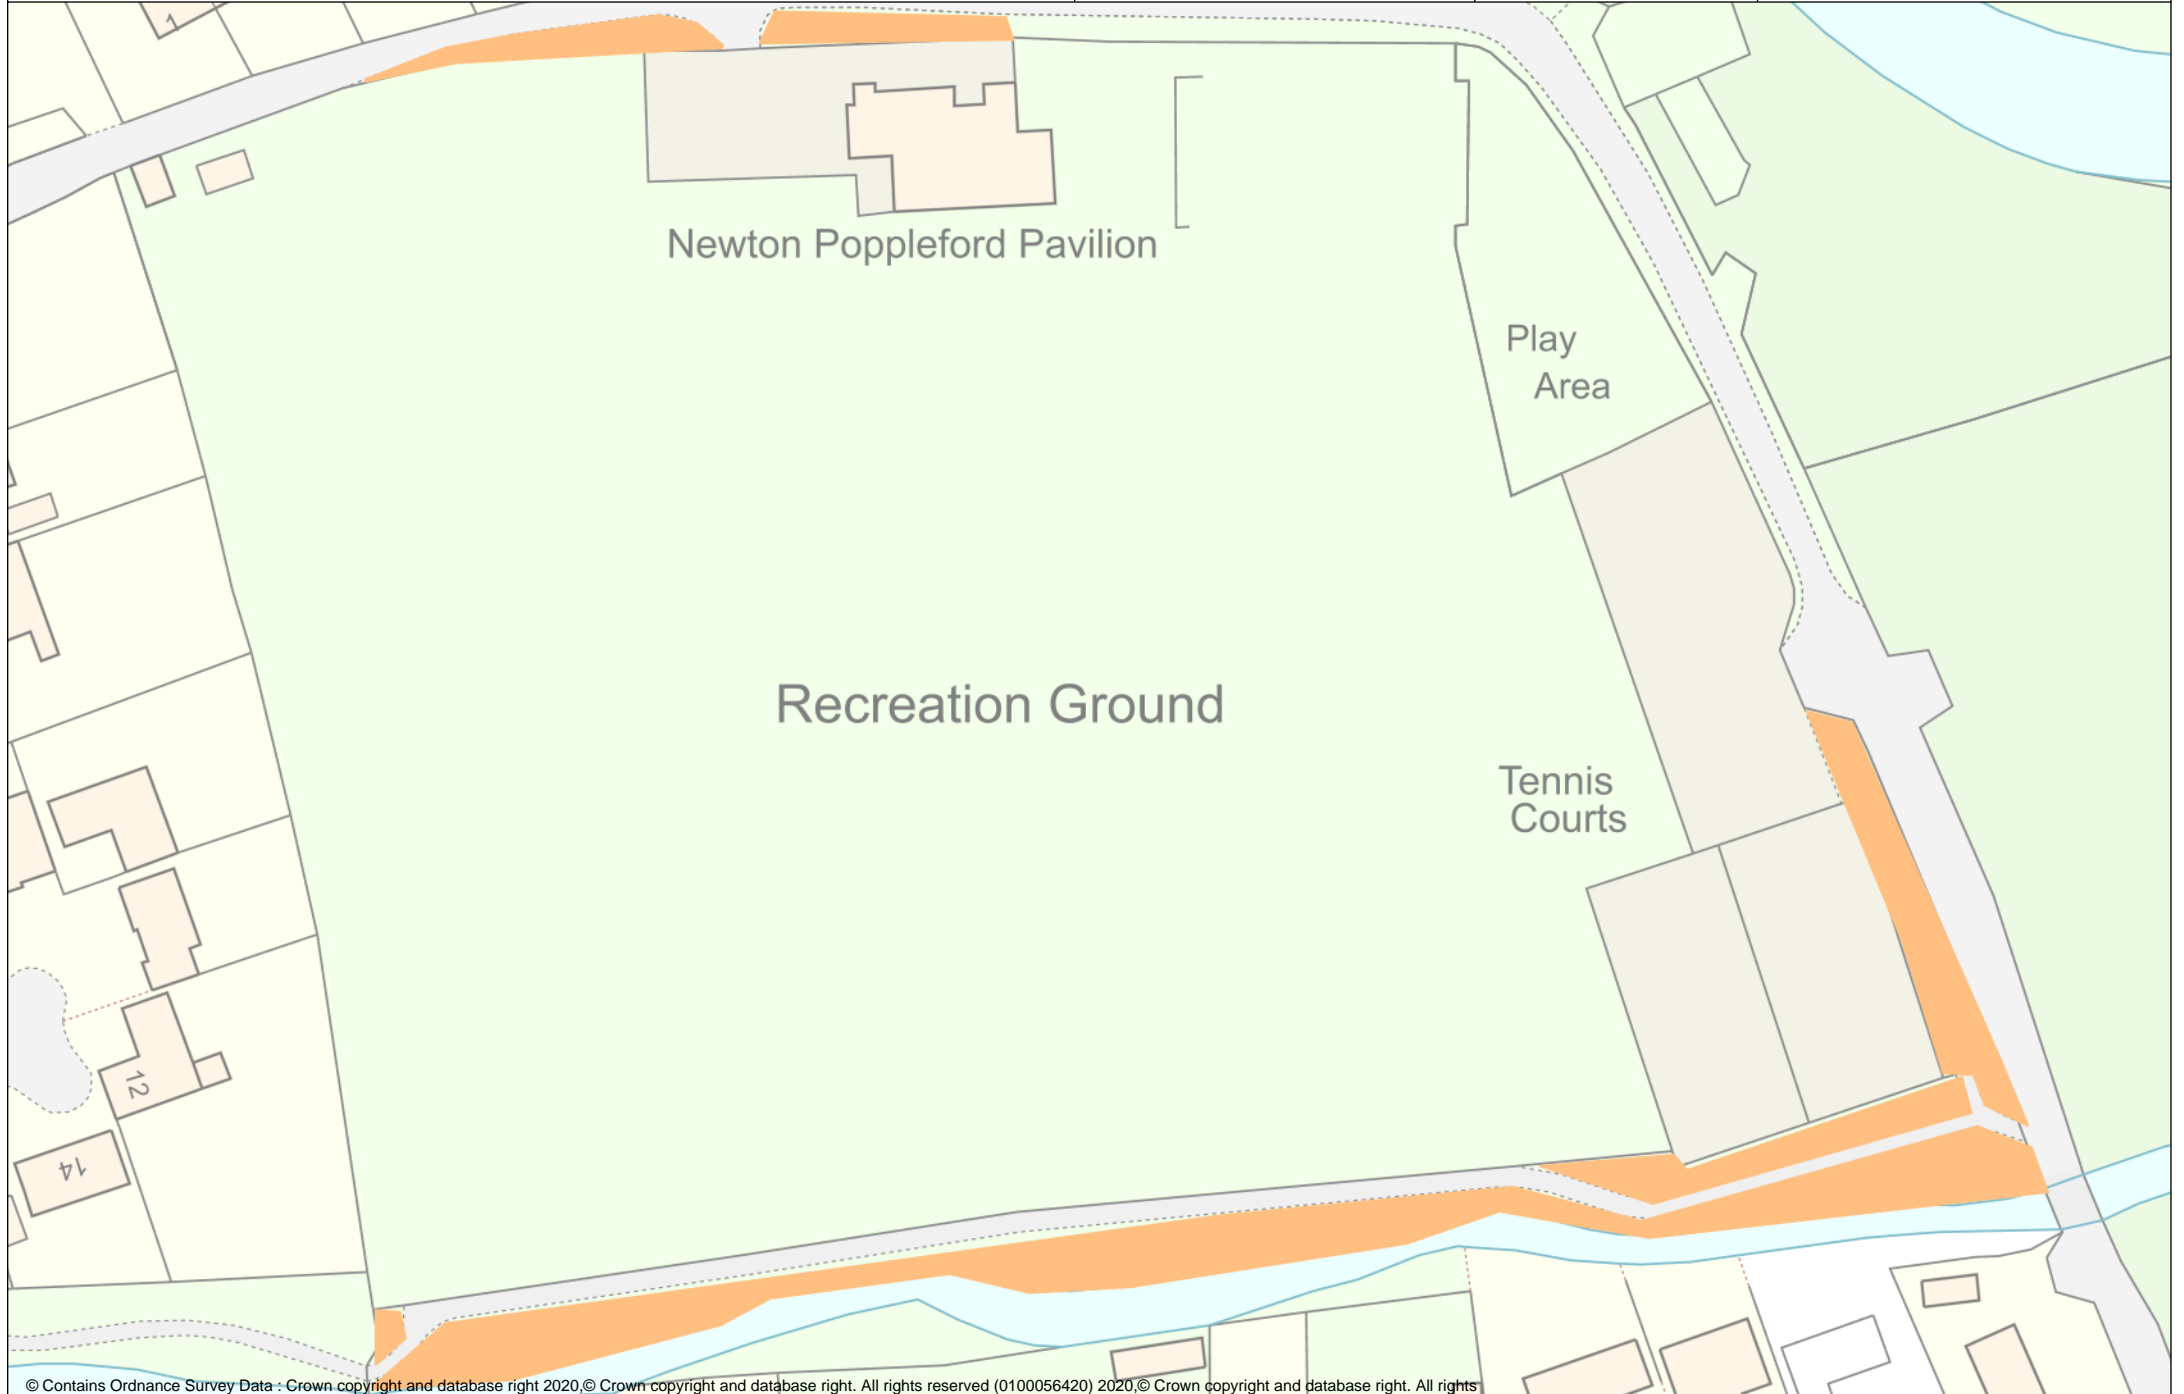 1
Newton Poppleford Pavilion
Play
Area
Recreation Ground
Tennis
Courts
12
14
© Contains Ordnance Survey Data : Crown copyright and database right 2020,© Crown copyright and database right. All rights reserved (0100056420) 2020,© Crown copyright and database right. All rights